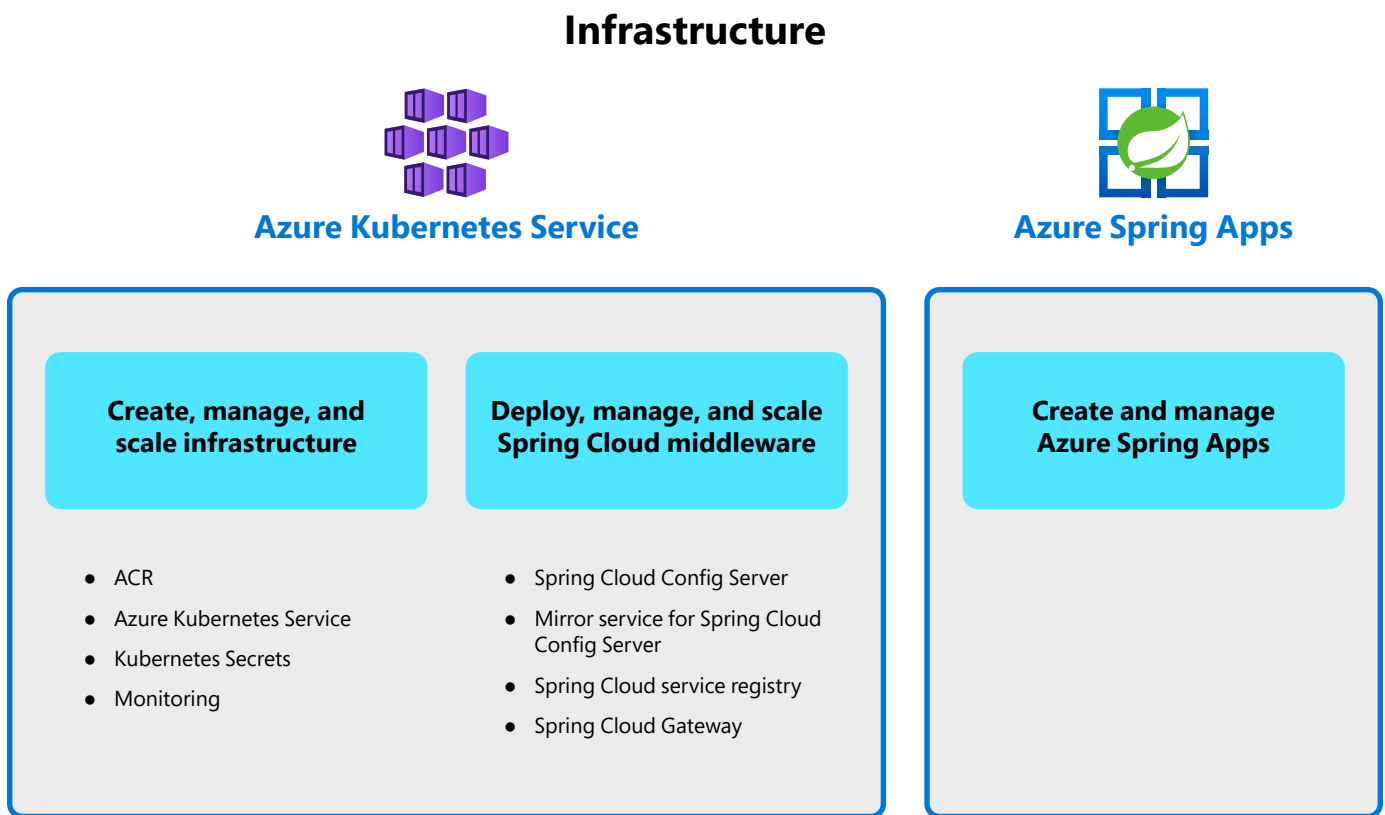 Infrastructure
Azure Kubernetes Service
Azure Spring Apps
Create, manage, and
scale infrastructure
Deploy, manage, and scale
Spring Cloud middleware
Create and manage
Azure Spring Apps
● ACR
● Azure Kubernetes Service
● Kubernetes Secrets
● Monitoring
● Spring Cloud Config Server
● Mirror service for Spring Cloud
Config Server
● Spring Cloud service registry
● Spring Cloud Gateway